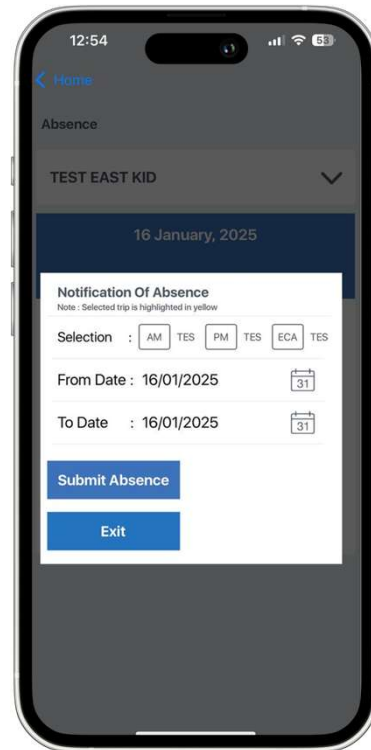 12:54
53
Home
Absence
TEST EAST KID
16 January, 2025
Notification Of Absence
Note : Selected trip is highlighted in yellow
Selection : AM TES PM TES ECA TES
From Date : 16/01/2025 31
To Date : 16/01/2025 31
Submit Absence
Exit